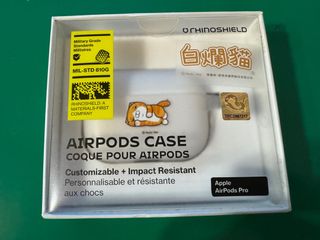 Military Grade
Standards
Militaires
MIL-STD 810G
RHINOSHIELD: A
MATERIALS-FIRST
COMPANY
RHINOSHIELD
白爛貓
AIRPODS CASE
COQUE POUR AIRPODS
Customizable + Impact Resistant
Personnalisable et résistante
aux chocs
Apple
AirPods Pro